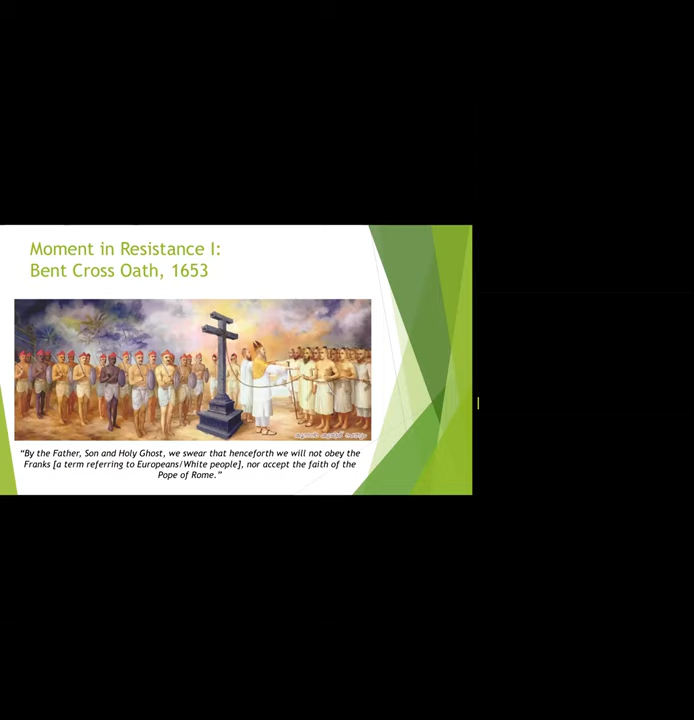 Moment in Resistance I:
Bent Cross Oath, 1653
“By the Father, Son and Holy Ghost, we swear that henceforth we will not obey the
Franks [a term referring to Europeans/White people], nor accept the faith of the
Pope of Rome.”